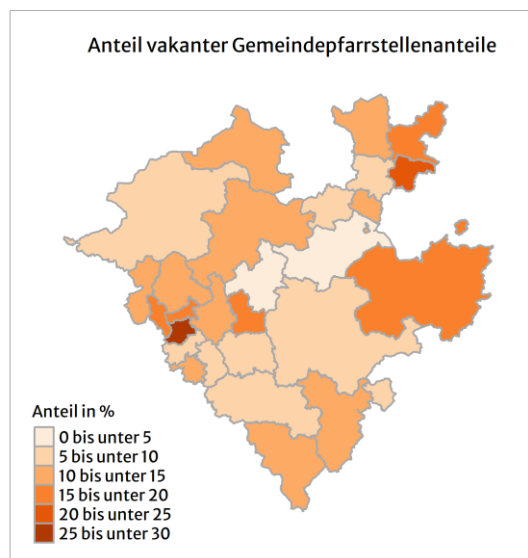 Anteil vakanter Gemeindepfarrstellenanteile
Anteil in %
0 bis unter 5
5 bis unter 10
10 bis unter 15
15 bis unter 20
20 bis unter 25
25 bis unter 30